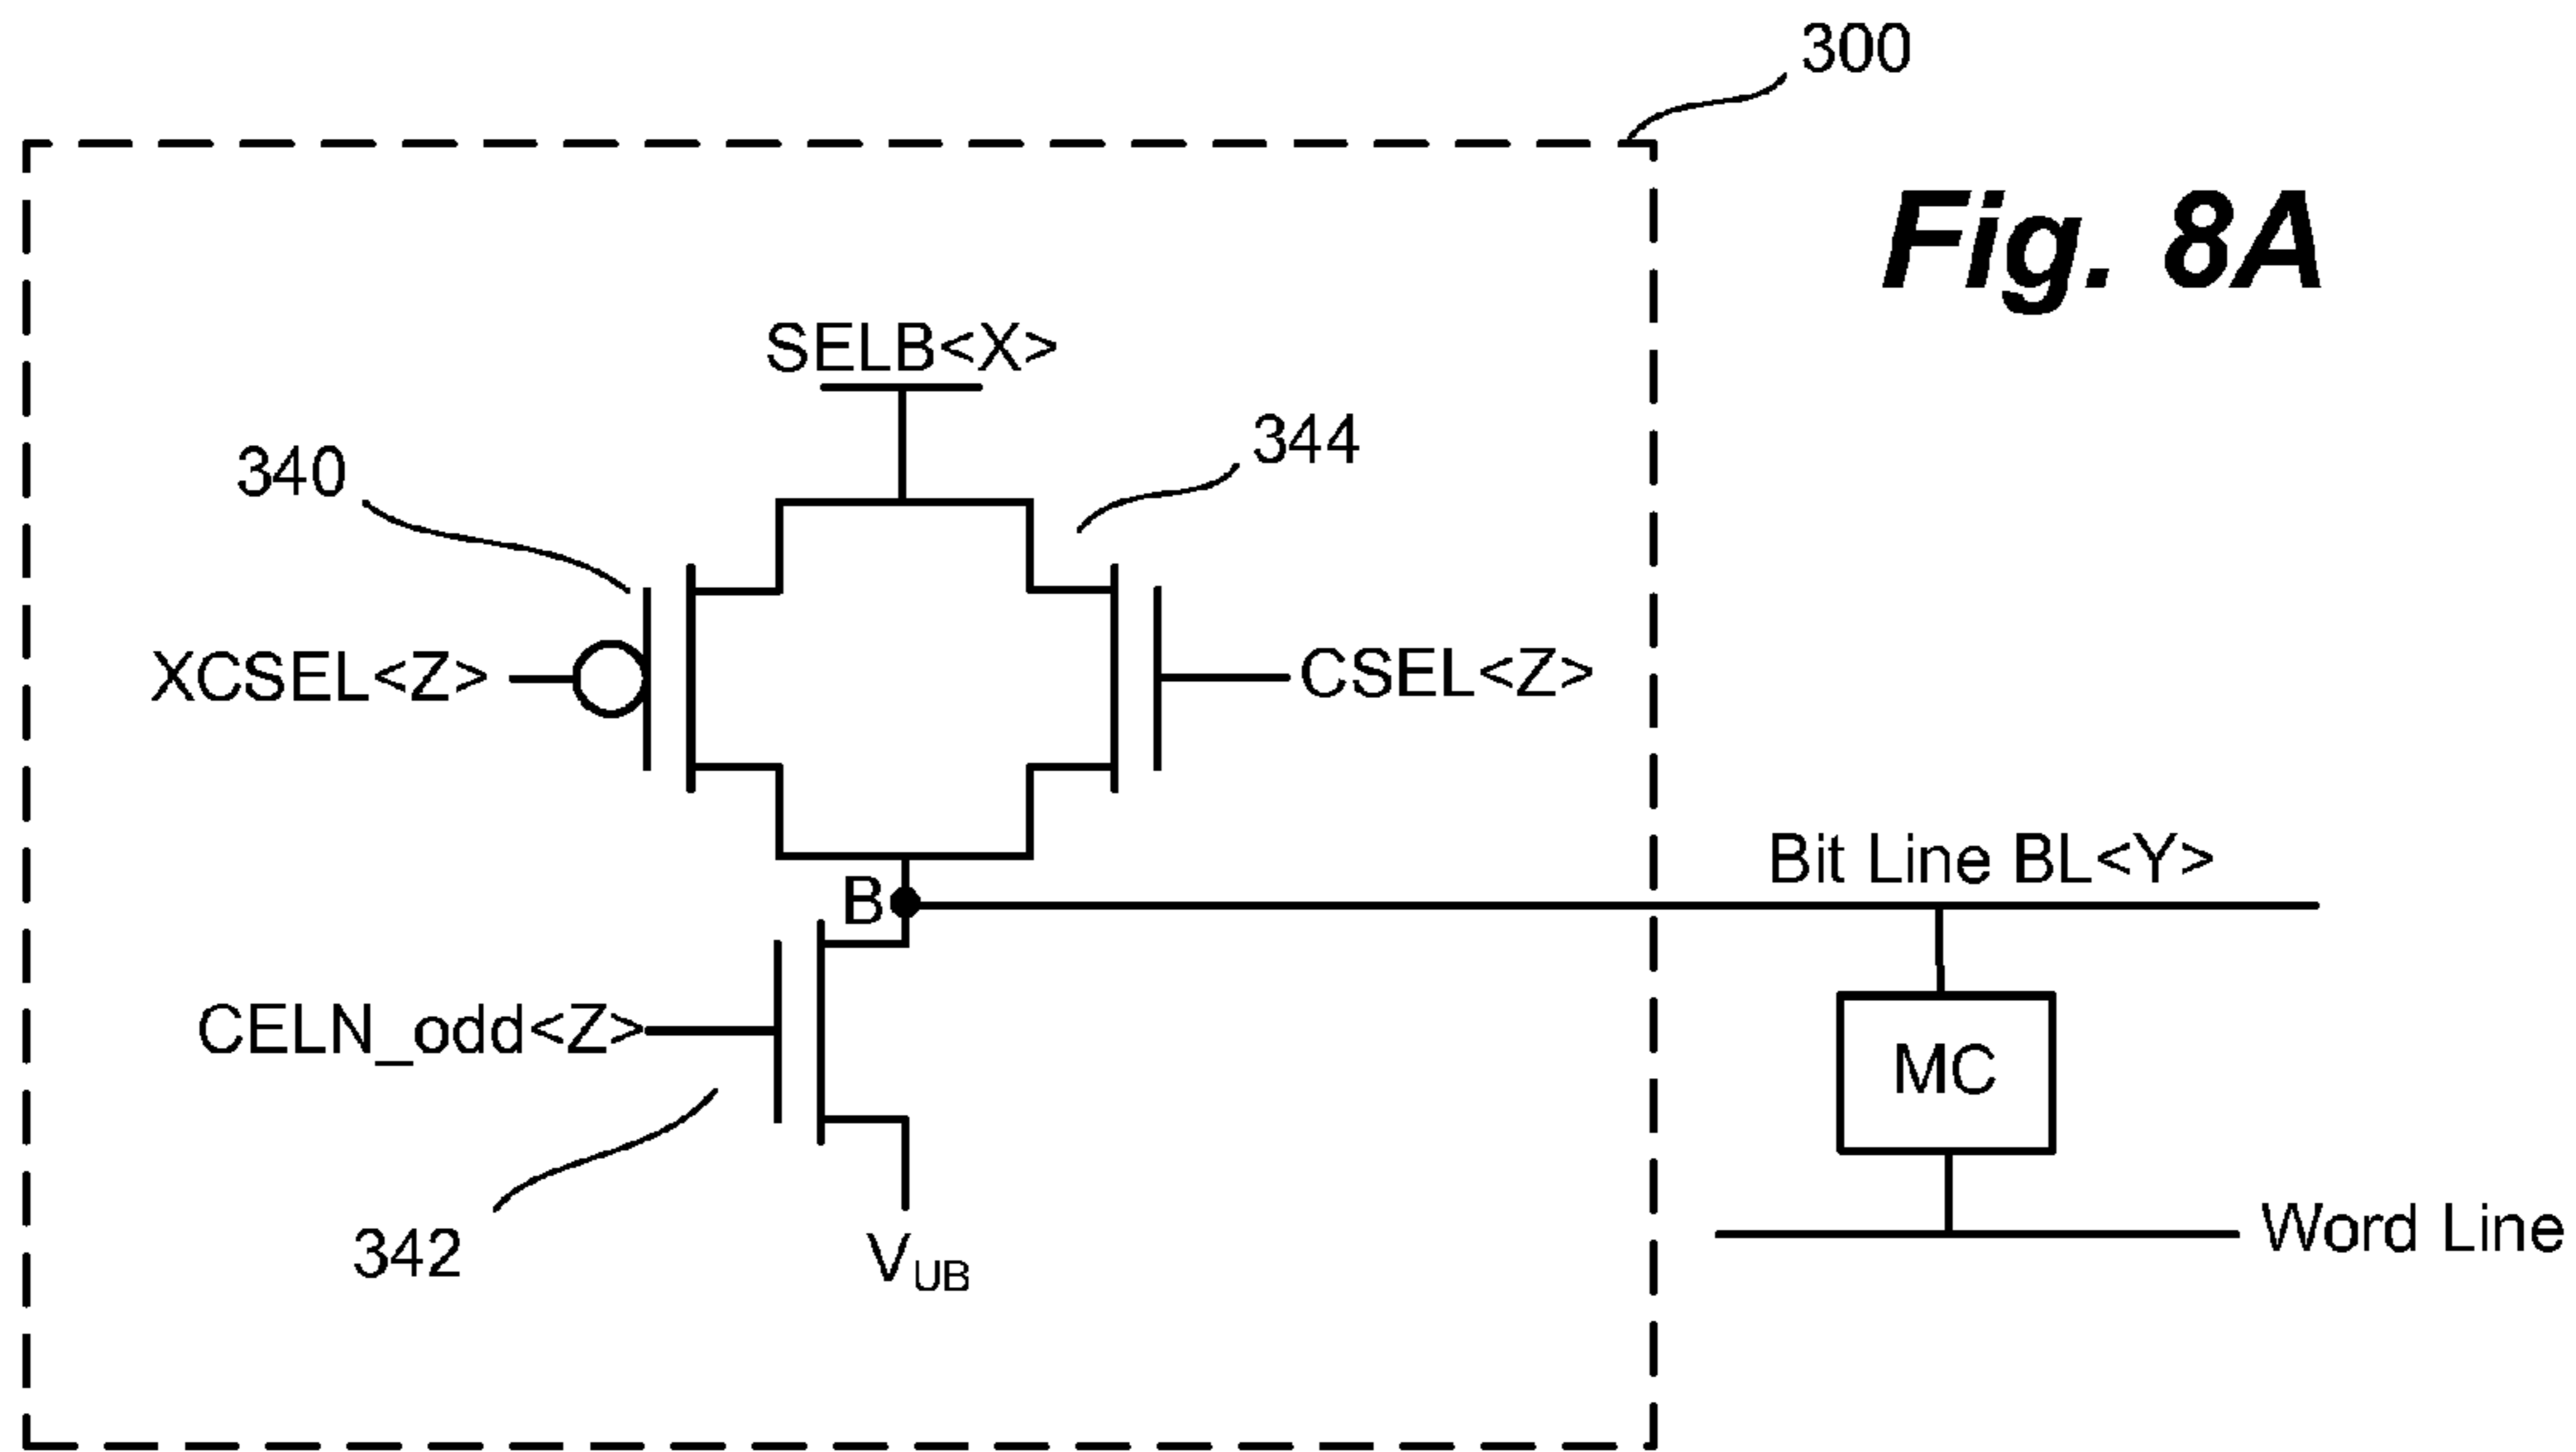 300
Fig. 8A
SELB<X>
340
344
XCSEL<Z>
CSEL<Z>
Bit Line BL<Y>
B
CELN_odd<Z>
MC
342
VUB
Word Line